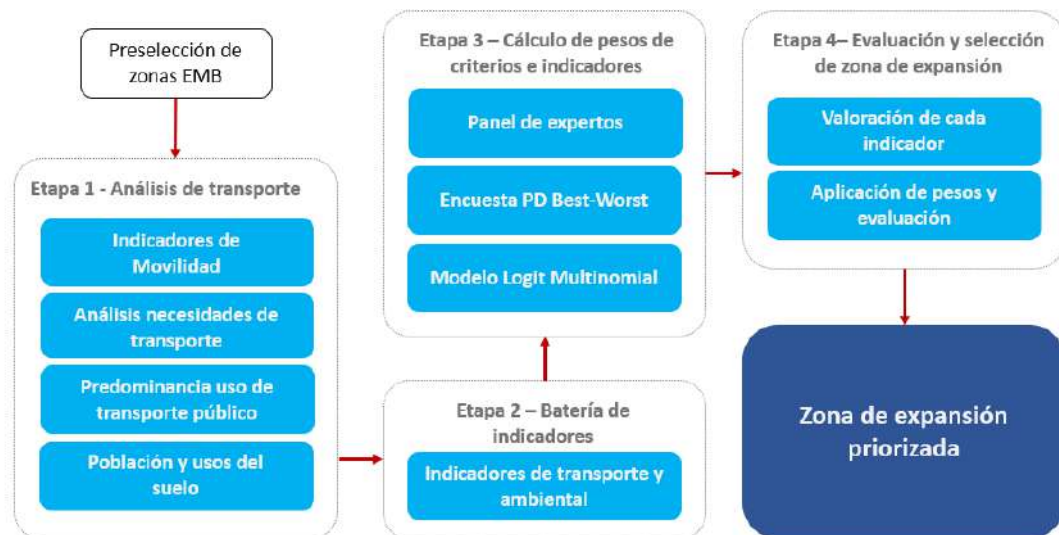 Preselección de
zonas EMB
Etapa 1 - Análisis de transporte
Indicadores de
Movilidad
Análisis necesidades de
transporte
Predominancia uso de
transporte público
Población y usos del
suelo
Etapa 2 – Batería de
indicadores
Indicadores de transporte y
ambiental
Etapa 3 – Cálculo de pesos de
criterios e indicadores
Panel de expertos
Encuesta PD Best-Worst
Modelo Logit Multinomial
Etapa 4– Evaluación y selección
de zona de expansión
Valoración de cada
indicador
Aplicación de pesos y
evaluación
Zona de expansión
priorizada